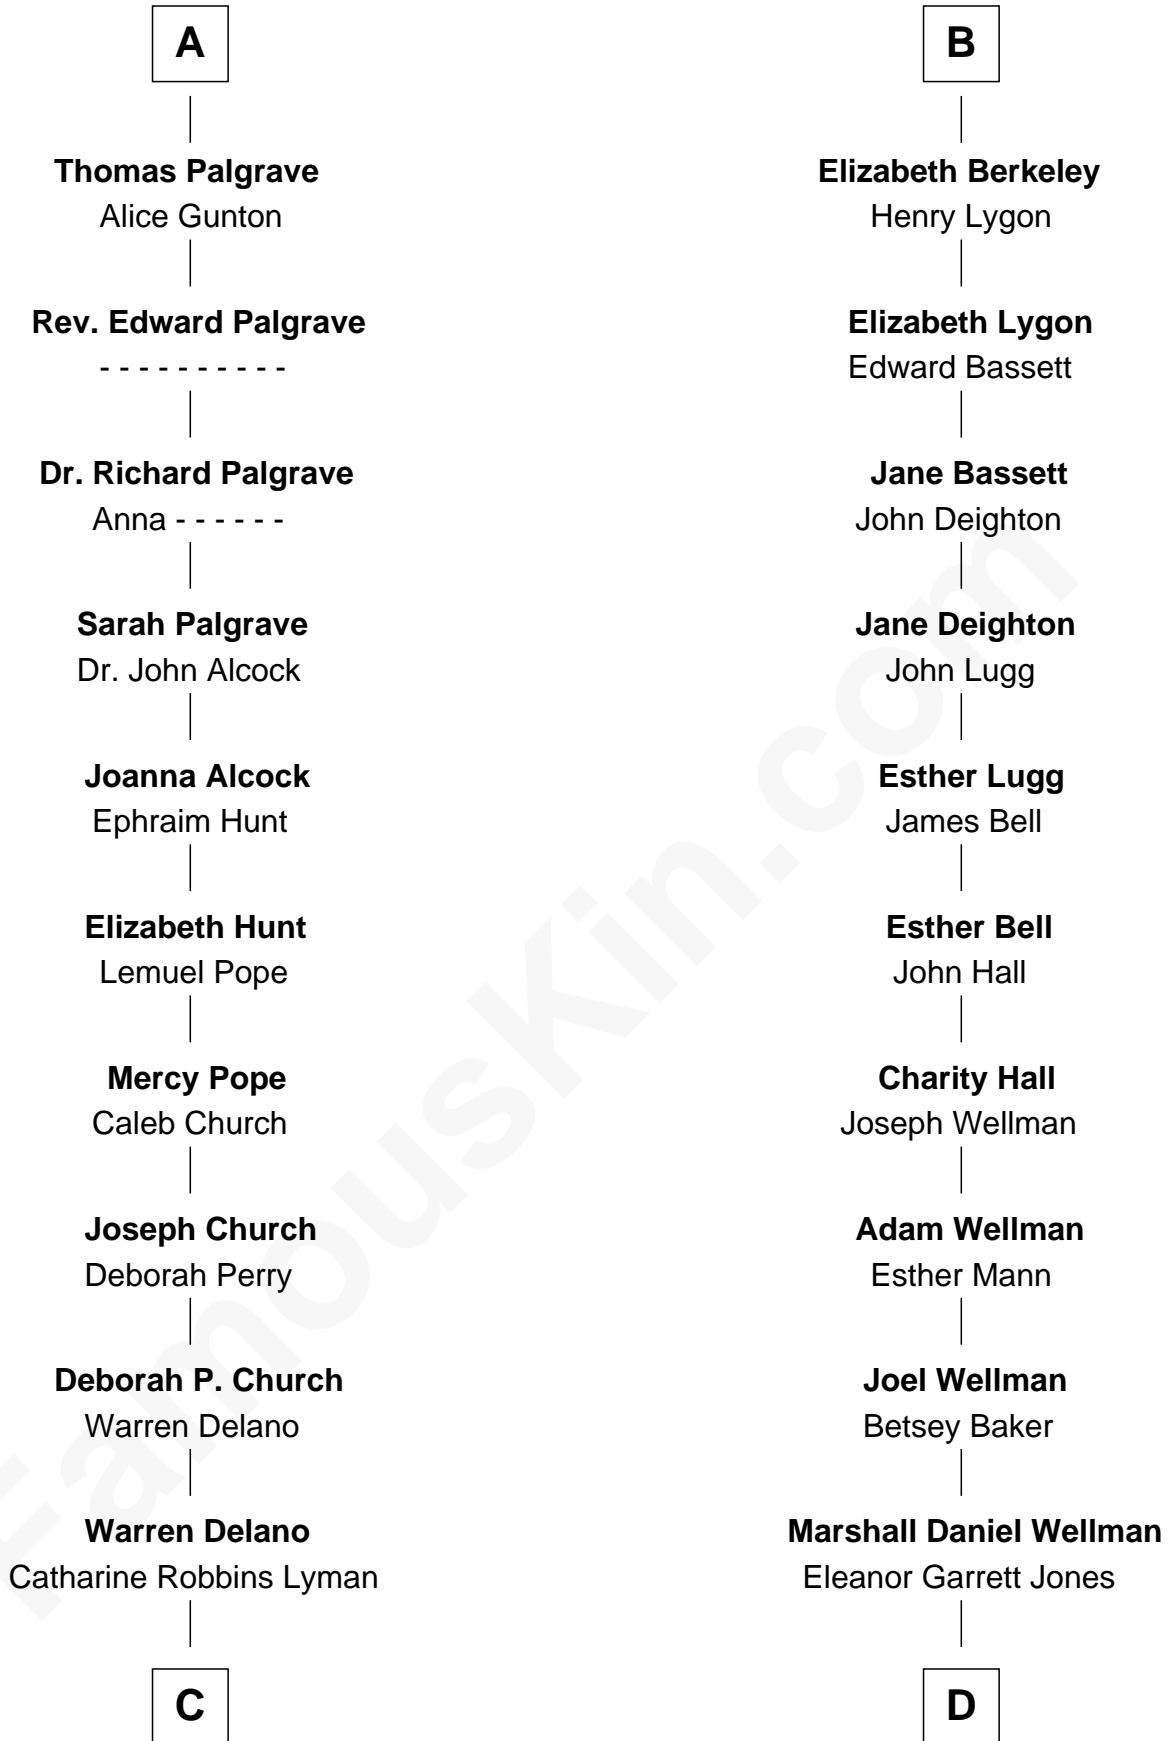 A
Thomas Palgrave
Alice Gunton
Rev. Edward Palgrave
- - - - - - - - - -
Dr. Richard Palgrave
Anna - - - - - -
Sarah Palgrave
Dr. John Alcock
Joanna Alcock
Ephraim Hunt
Elizabeth Hunt
Lemuel Pope
Mercy Pope
Caleb Church
Joseph Church
Deborah Perry
Deborah P. Church
Warren Delano
Warren Delano
Catharine Robbins Lyman
C
B
Elizabeth Berkeley
Henry Lygon
Elizabeth Lygon
Edward Bassett
Jane Bassett
John Deighton
Jane Deighton
John Lugg
Esther Lugg
James Bell
Esther Bell
John Hall
Charity Hall
Joseph Wellman
Adam Wellman
Esther Mann
Joel Wellman
Betsey Baker
Marshall Daniel Wellman
Eleanor Garrett Jones
D
FamousKin.com